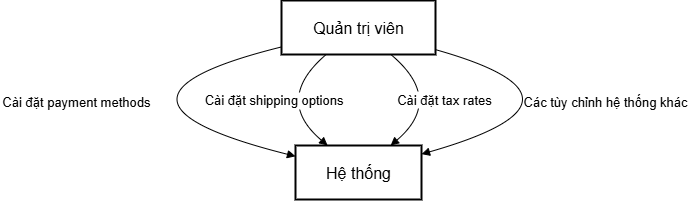 Quản trị viên
Cài đặt payment methods
Cài đặt shipping options
Cài đặt tax rates
Các tùy chỉnh hệ thống khác
Hệ thống